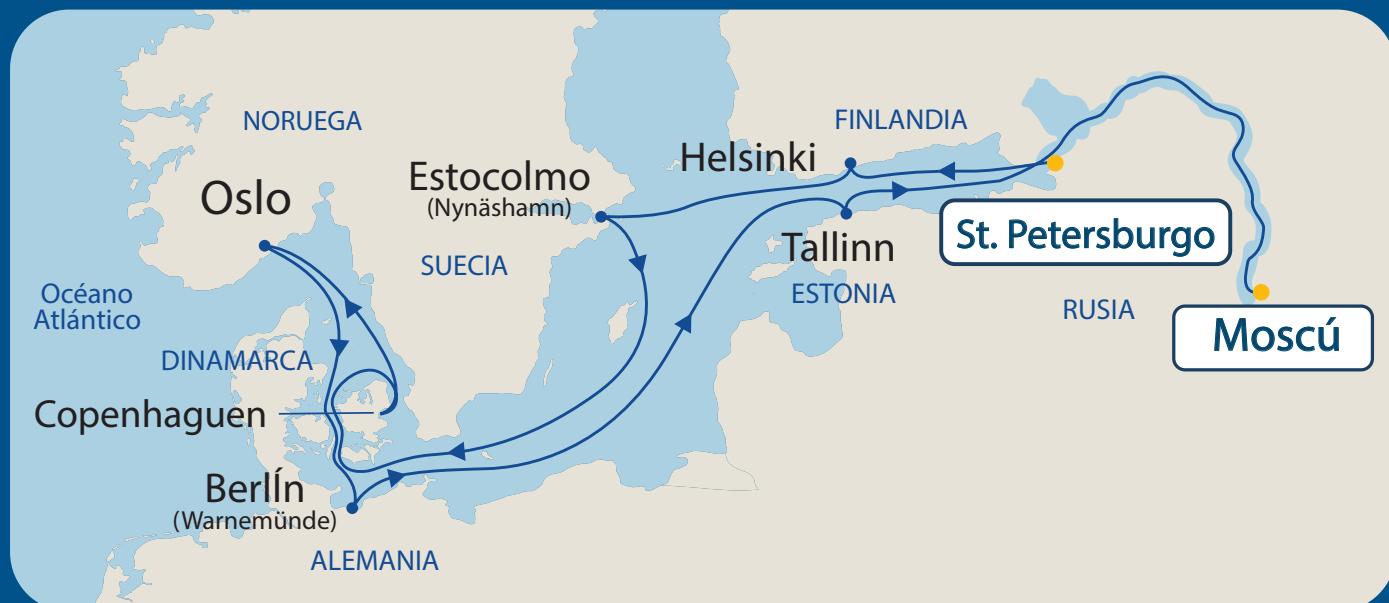 NORUEGA
FINLANDIA
Helsinki
Estocolmo
(Nynäshamn)
Oslo
St. Petersburgo
Tallinn
SUECIA
ESTONIA
Océano
Atlántico
RUSIA
Moscú
DINAMARCA
Copenhaguen
BerlÍn
(Warnemünde)
ALEMANIA